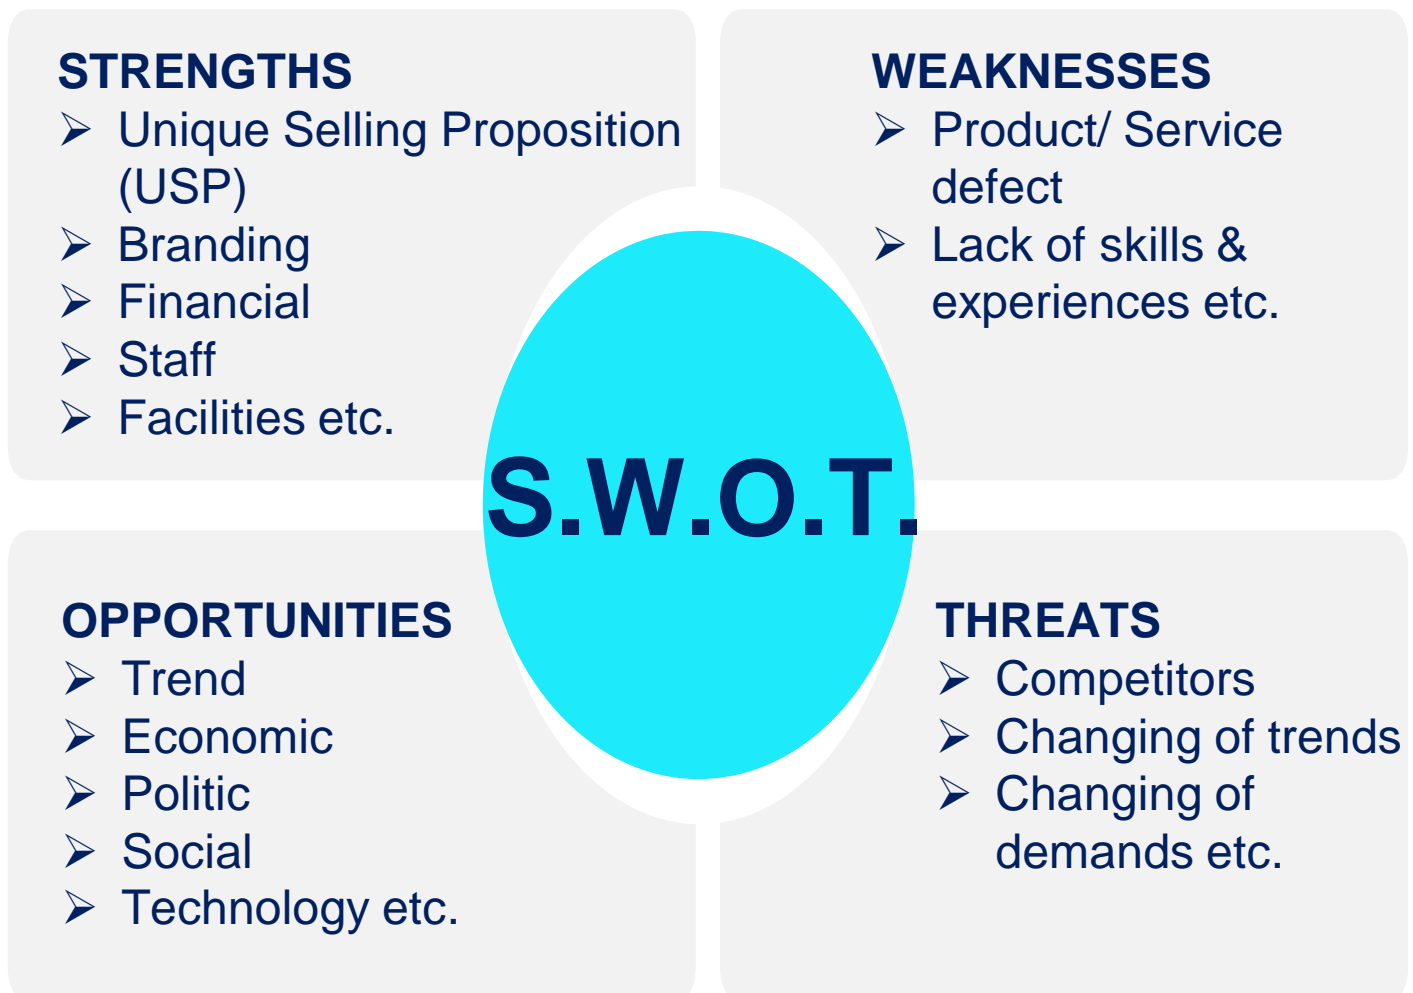 STRENGTHS
➢ Unique Selling Proposition
(USP)
➢ Branding
➢ Financial
➢ Staff
➢ Facilities etc.
WEAKNESSES
➢ Product/ Service
defect
➢ Lack of skills &
experiences etc.
S.W.O.T.
OPPORTUNITIES
➢ Trend
➢ Economic
➢ Politic
➢ Social
➢ Technology etc.
THREATS
➢ Competitors
➢ Changing of trends
➢ Changing of
demands etc.